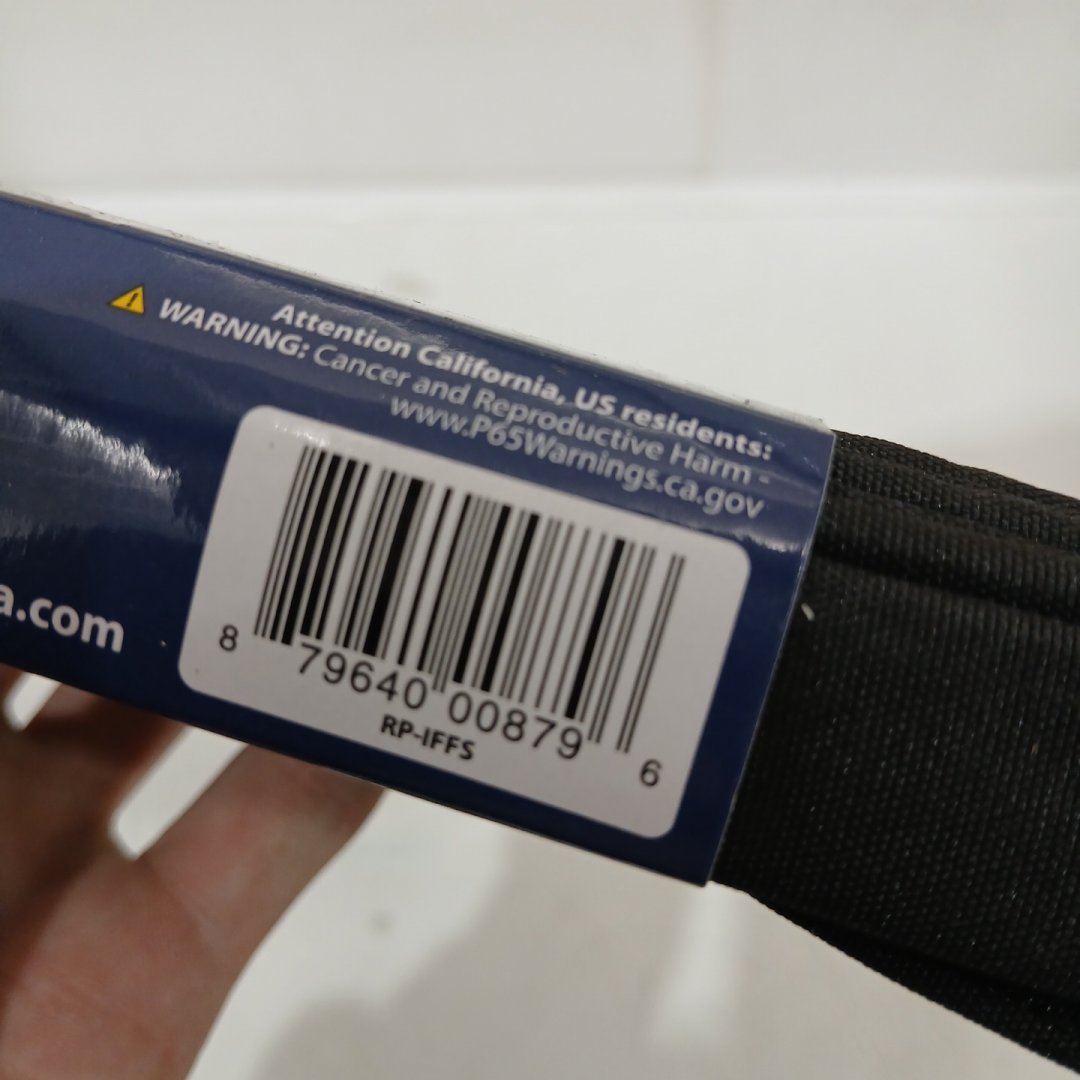 Attention California, US residents:
WARNING: Cancer and Reproductive Harm -
www.P65Warnings.ca.gov
a.com
8 79640 00879 6
RP-IFFS